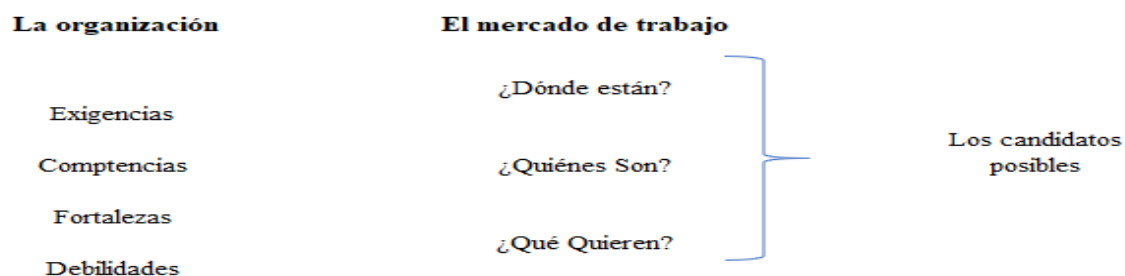 La organización
El mercado de trabajo
¿Dónde están?
Exigencias
Comptencias
¿Quiénes Son?
Los candidatos
posibles
Fortalezas
¿Qué Quieren?
Debilidades